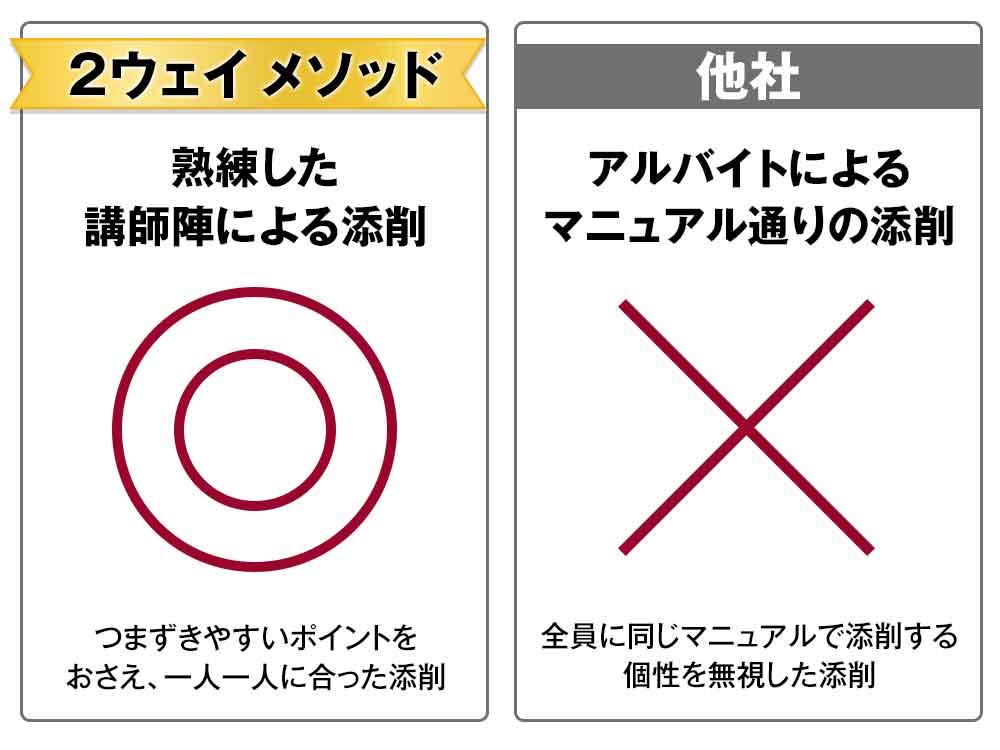 2ウェイ メソッド
熟練した
講師陣による添削
つまずきやすいポイントを
おさえ、一人一人に合った添削
他社
アルバイトによる
マニュアル通りの添削
全員に同じマニュアルで添削する
個性を無視した添削